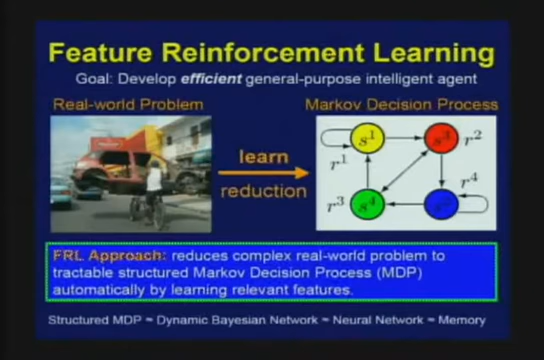 Feature Reinforcement Learning
Goal: Develop efficient general-purpose intelligent agent
Real-world Problem
Markov Decision Process
learn
reduction
s¹ s³ r²
r¹
r⁴
r³ s⁴
FRL Approach: reduces complex real-world problem to
tractable structured Markov Decision Process (MDP)
automatically by learning relevant features.
Structured MDP ≈ Dynamic Bayesian Network ≈ Neural Network ≈ Memory